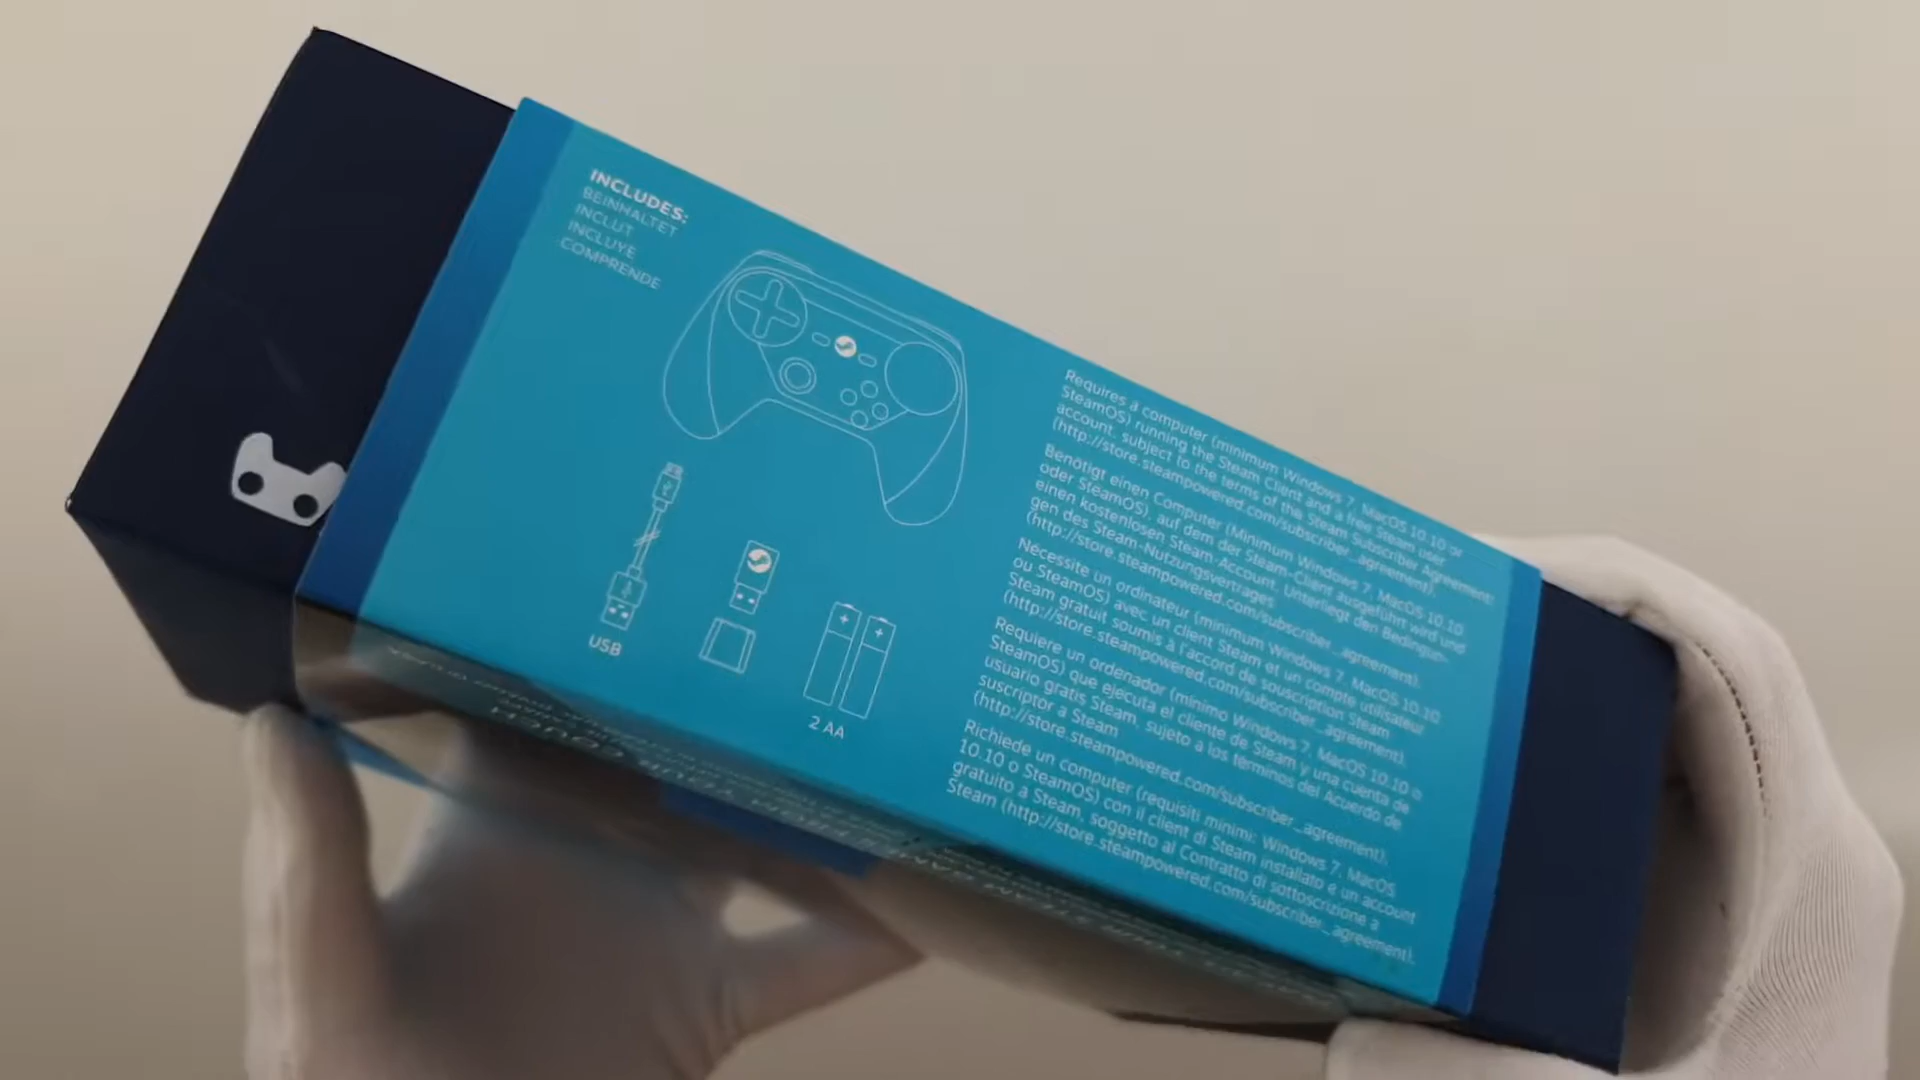 INCLUDES:
BEINHALTET
INCLUT
INCLUYE
COMPRENDE
USB
2 AA
Requires a computer (minimum Windows 7, MacOS 10.10 or
SteamOS) running the Steam Client and a free Steam user
account, subject to the terms of the Steam Subscriber Agreement:
(http://store.steampowered.com/subscriber_agreement).
Benötigt einen Computer (Minimum Windows 7, MacOS 10.10
oder SteamOS), auf dem der Steam-Client ausgeführt wird und
einen kostenlosen Steam-Account. Unterliegt den Bedingun-
gen des Steam-Nutzungsvertrages
(http://store.steampowered.com/subscriber_agreement).
Nécessite un ordinateur (minimum Windows 7, MacOS 10.10
ou SteamOS) avec un client Steam et un compte utilisateur
Steam gratuit soumis à l'accord de souscription Steam
(http://store.steampowered.com/subscriber_agreement).
Requiere un ordenador (mínimo Windows 7, MacOS 10.10 o
SteamOS) que ejecuta el cliente de Steam y una cuenta de
usuario gratis Steam, sujeto a los términos del Acuerdo de
suscriptor a Steam
(http://store.steampowered.com/subscriber_agreement).
Richiede un computer (requisiti minimi: Windows 7, MacOS
10.10 o SteamOS) con il client di Steam installato e un account
gratuito a Steam, soggetto al Contratto di sottoscrizione a
Steam (http://store.steampowered.com/subscriber_agreement).